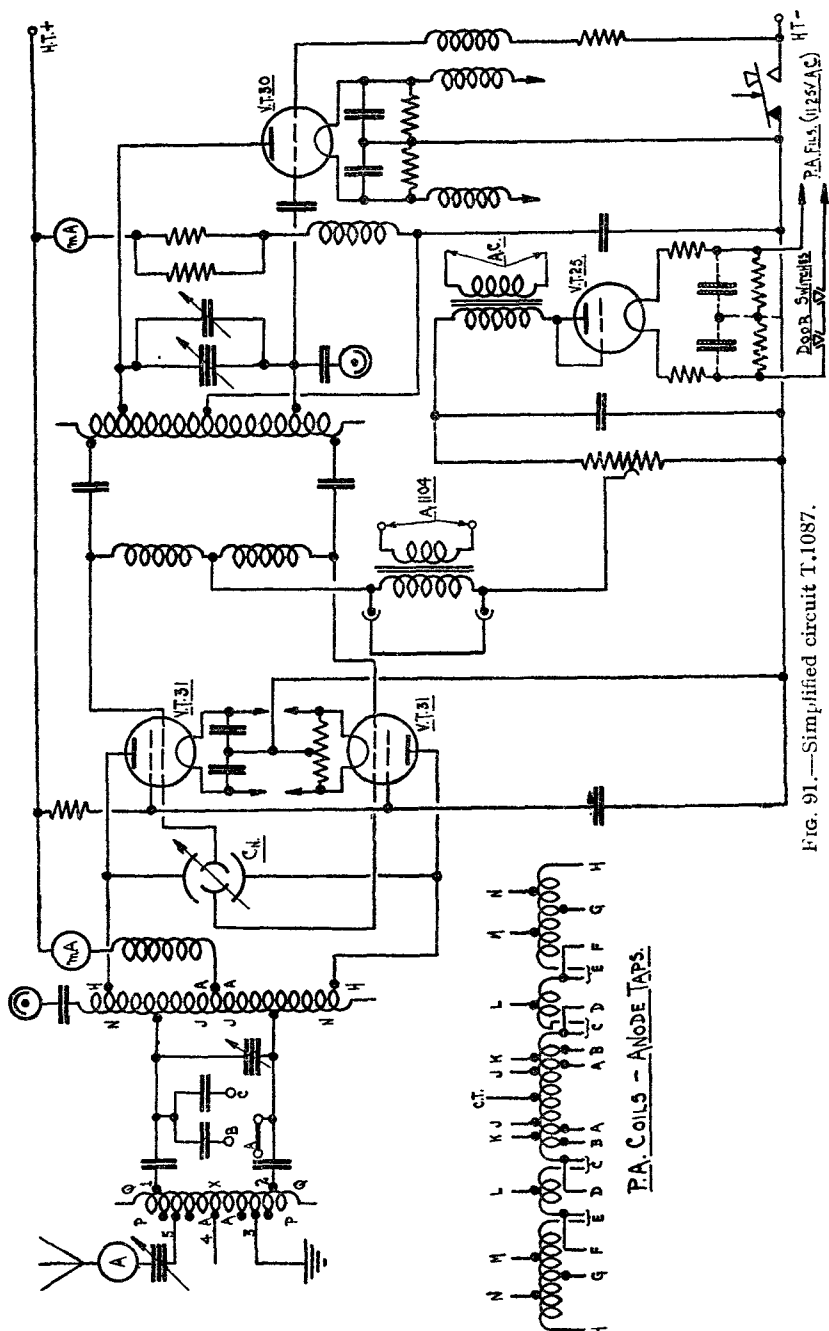 H.T.+
mA
V.T.30
HT-
mA
C.N.
V.T.31
V.T.31
A.1104
A.C.
V.T.25
DOOR SWITCHES
P.A. FILS. (11.25V A.C.)
A
P
Q
5
1
4
A
X
A
3
2
P
Q
B
C
A
N
H
J
A
J
A
N
H
N
M
L
K
J
C.T.
J
K
L
M
N
H
G
F
E
D
C
B
A
A
B
C
D
E
F
G
H
P.A. COILS – ANODE TAPS.
FIG. 91.—Simplified circuit T.1087.